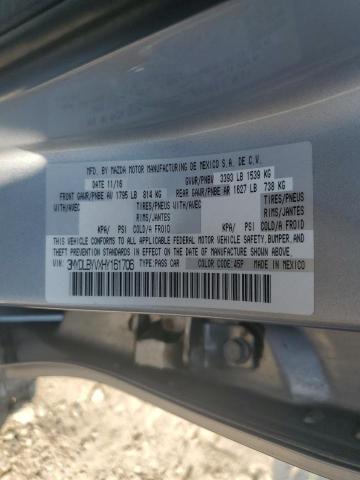 MFD. BY MAZDA MOTOR MANUFACTURING DE MEXICO S.A. DE C.V.
DATE 11/16 GVWR/PNBV 3393 LB 1539 KG
FRONT GAWR/PNBE AV 1795 LB 814 KG REAR GAWR/PNBE AR 1627 LB 738 KG
WITH/AVEC TIRES/PNEUS WITH/AVEC TIRES/PNEUS
RIMS/JANTES RIMS/JANTES
KPA/ PSI COLD/A FROID KPA/ PSI COLD/A FROID
THIS VEHICLE CONFORMS TO ALL APPLICABLE FEDERAL MOTOR VEHICLE SAFETY, BUMPER, AND
THEFT PREVENTION STANDARDS IN EFFECT ON THE DATE OF MANUFACTURE SHOWN ABOVE.
VIN: 3MYDLBYVXHY161706 TYPE: PASS CAR COLOR: 45P MADE IN MEXICO